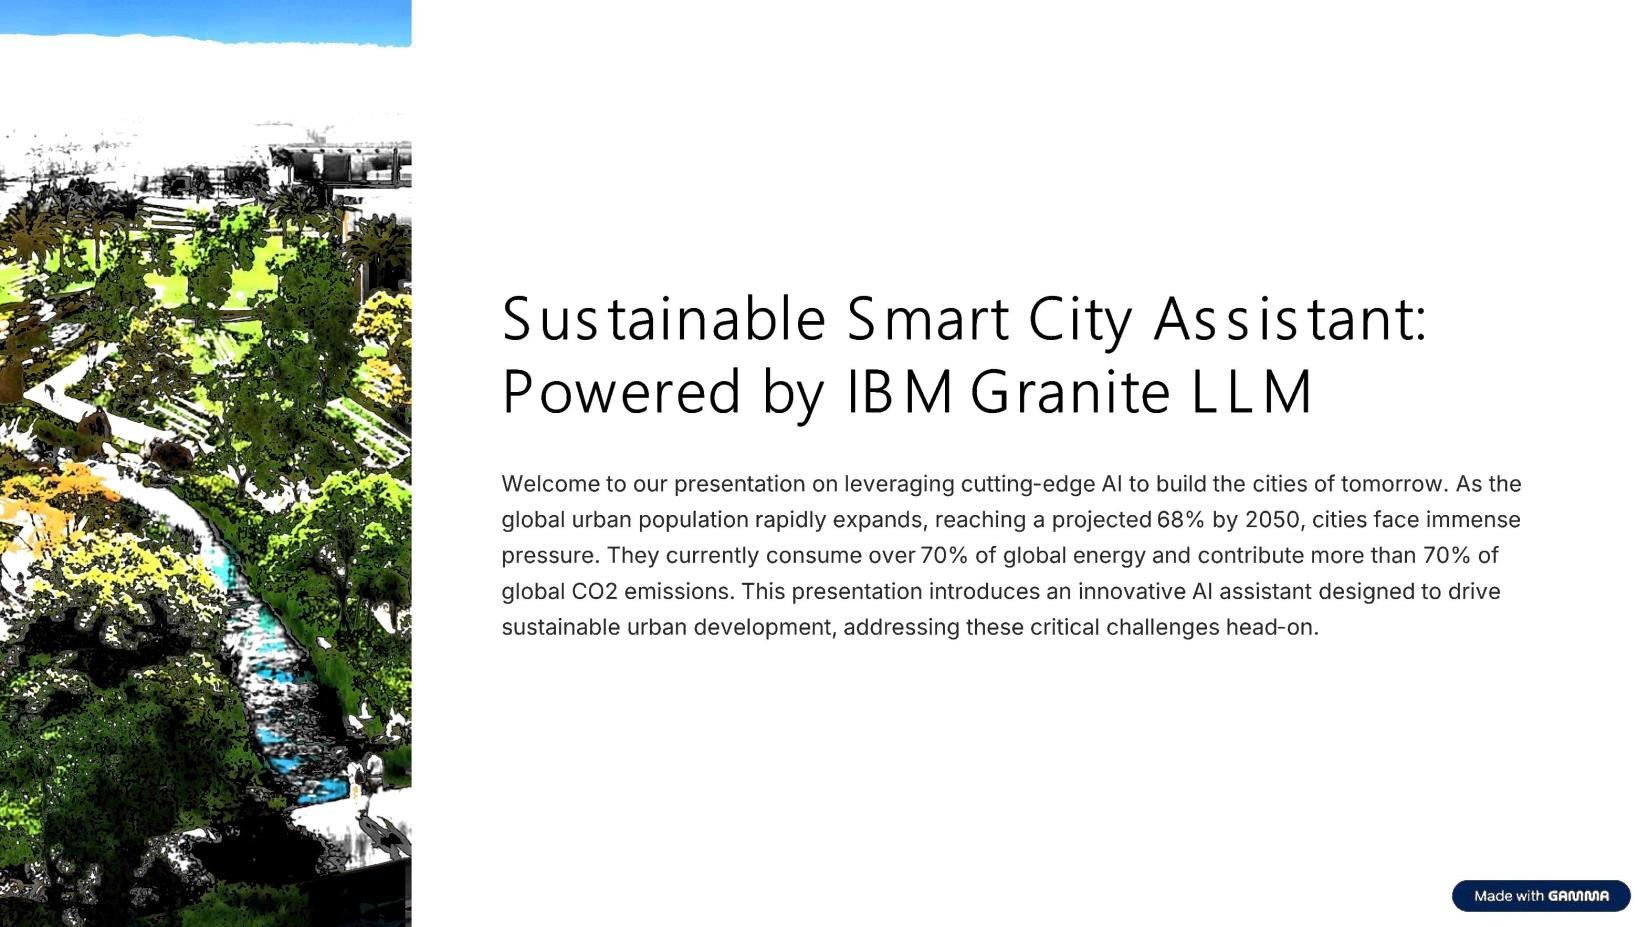 Sustainable Smart City Assistant:
Powered by IBM Granite LLM
Welcome to our presentation on leveraging cutting-edge AI to build the cities of tomorrow. As the
global urban population rapidly expands, reaching a projected 68% by 2050, cities face immense
pressure. They currently consume over 70% of global energy and contribute more than 70% of
global CO2 emissions. This presentation introduces an innovative AI assistant designed to drive
sustainable urban development, addressing these critical challenges head-on.
Made with GAMMA